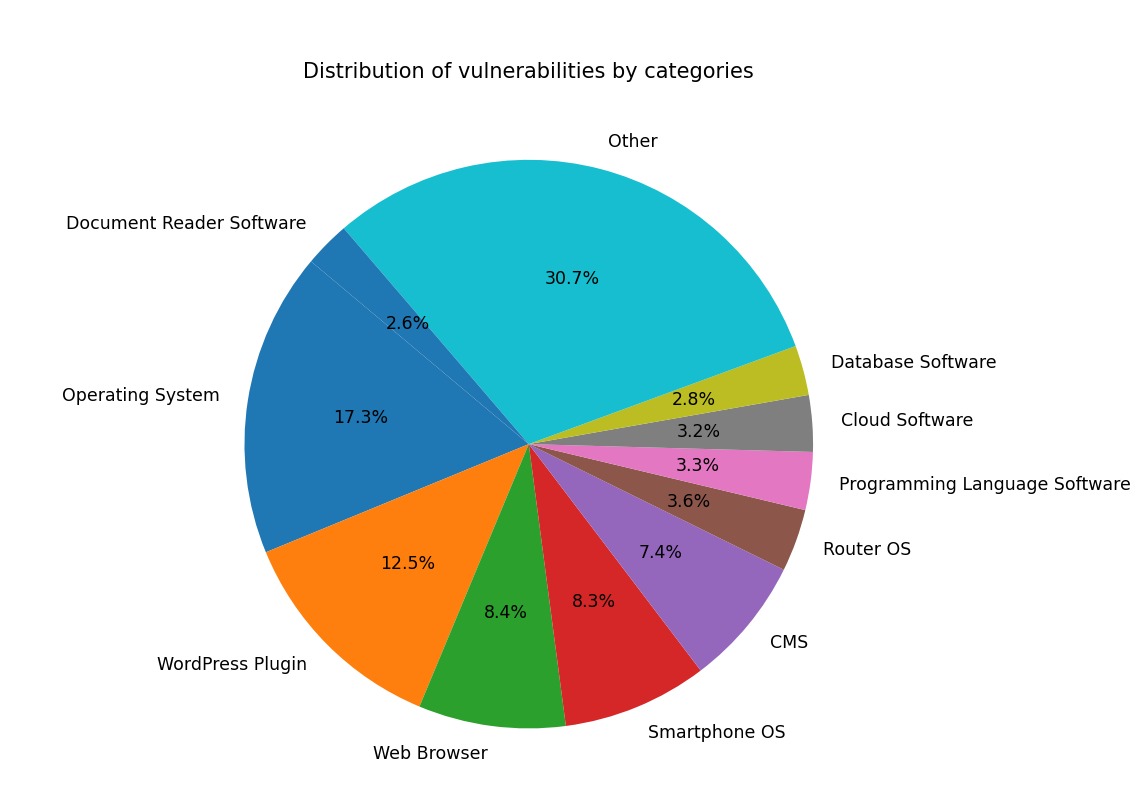 Distribution of vulnerabilities by categories
Other
Document Reader Software
30.7%
2.6%
Database Software
Operating System
2.8%
17.3%
Cloud Software
3.2%
3.3%
Programming Language Software
3.6%
Router OS
7.4%
12.5%
8.3%
8.4%
CMS
WordPress Plugin
Smartphone OS
Web Browser